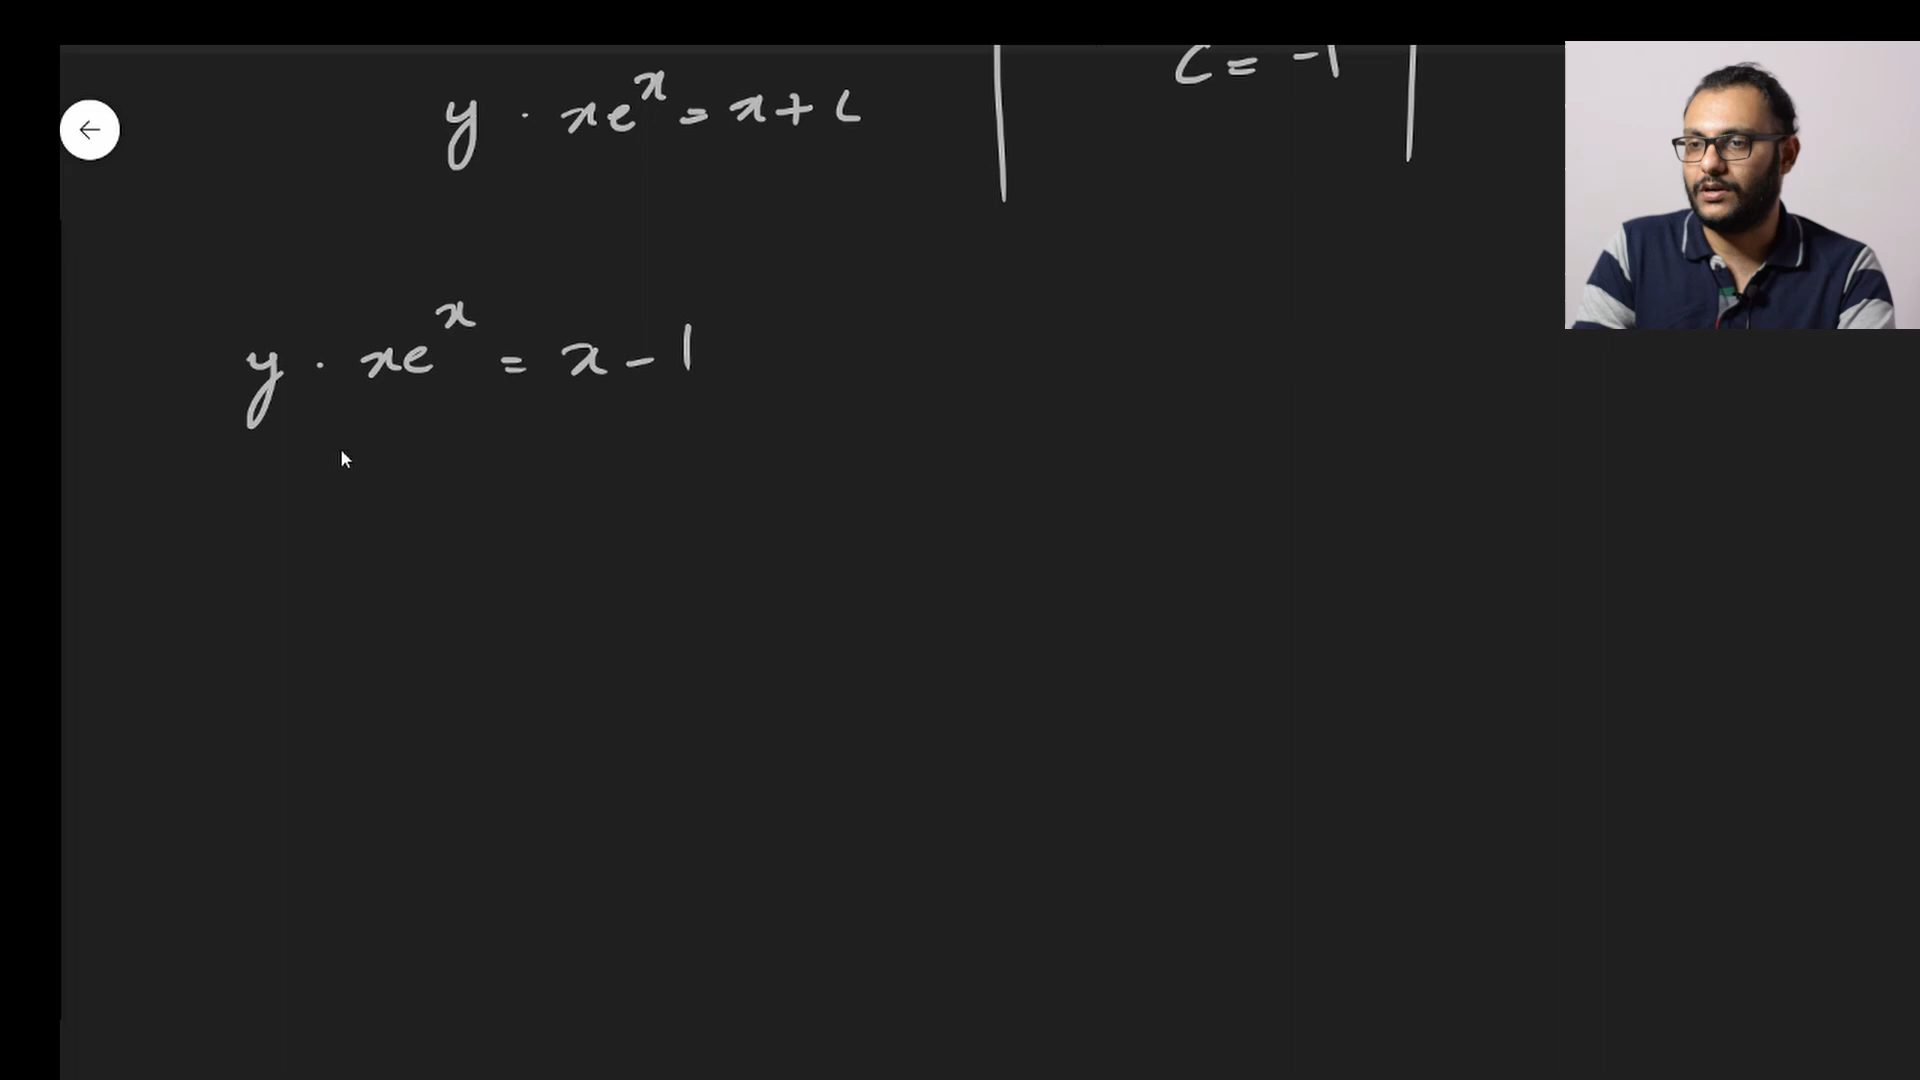 y · xe^x = x + c
c = -1
y · xe^x = x - 1